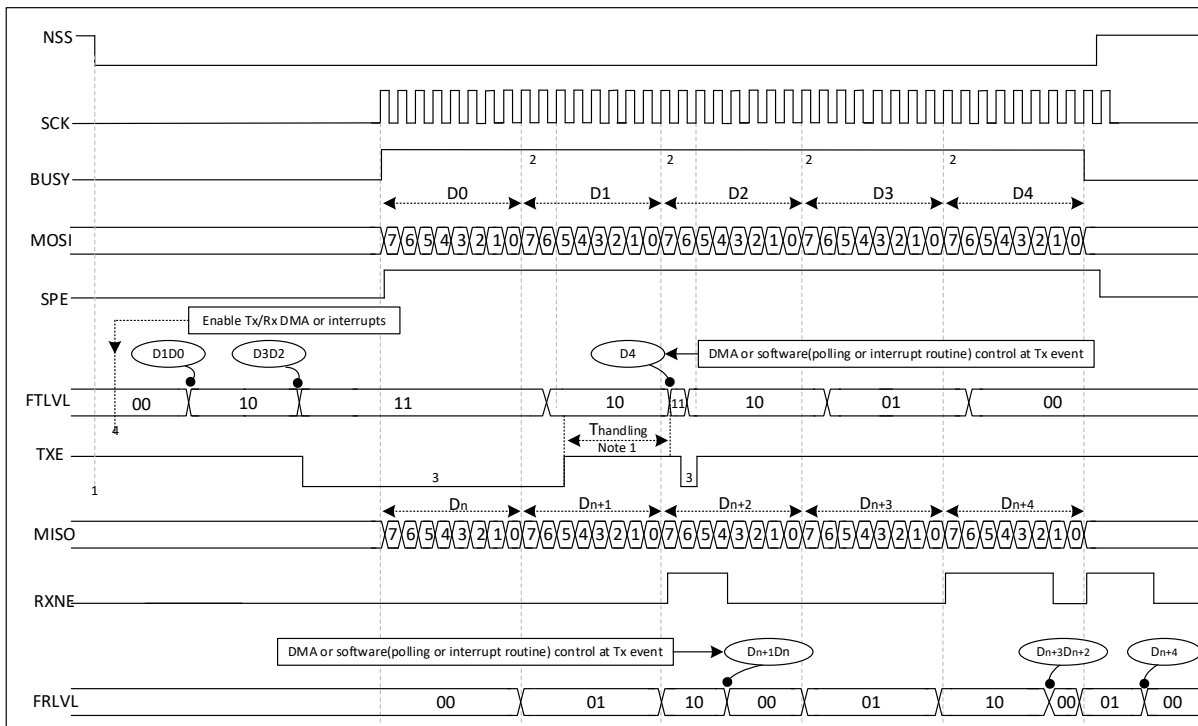 NSS
SCK
BUSY
2 2 2 2
D0 D1 D2 D3 D4
MOSI
7 6 5 4 3 2 1 0 7 6 5 4 3 2 1 0 7 6 5 4 3 2 1 0 7 6 5 4 3 2 1 0 7 6 5 4 3 2 1 0
SPE
Enable Tx/Rx DMA or interrupts
D1D0 D3D2 D4 DMA or software(polling or interrupt routine) control at Tx event
FTLVL
00 10 11 10 11 10 01 00
4
Thandling
Note 1
TXE
1 3 3
Dn Dn+1 Dn+2 Dn+3 Dn+4
MISO
7 6 5 4 3 2 1 0 7 6 5 4 3 2 1 0 7 6 5 4 3 2 1 0 7 6 5 4 3 2 1 0 7 6 5 4 3 2 1 0
RXNE
DMA or software(polling or interrupt routine) control at Tx event Dn+1Dn Dn+3Dn+2 Dn+4
FRLVL
00 01 10 00 01 10 00 01 00